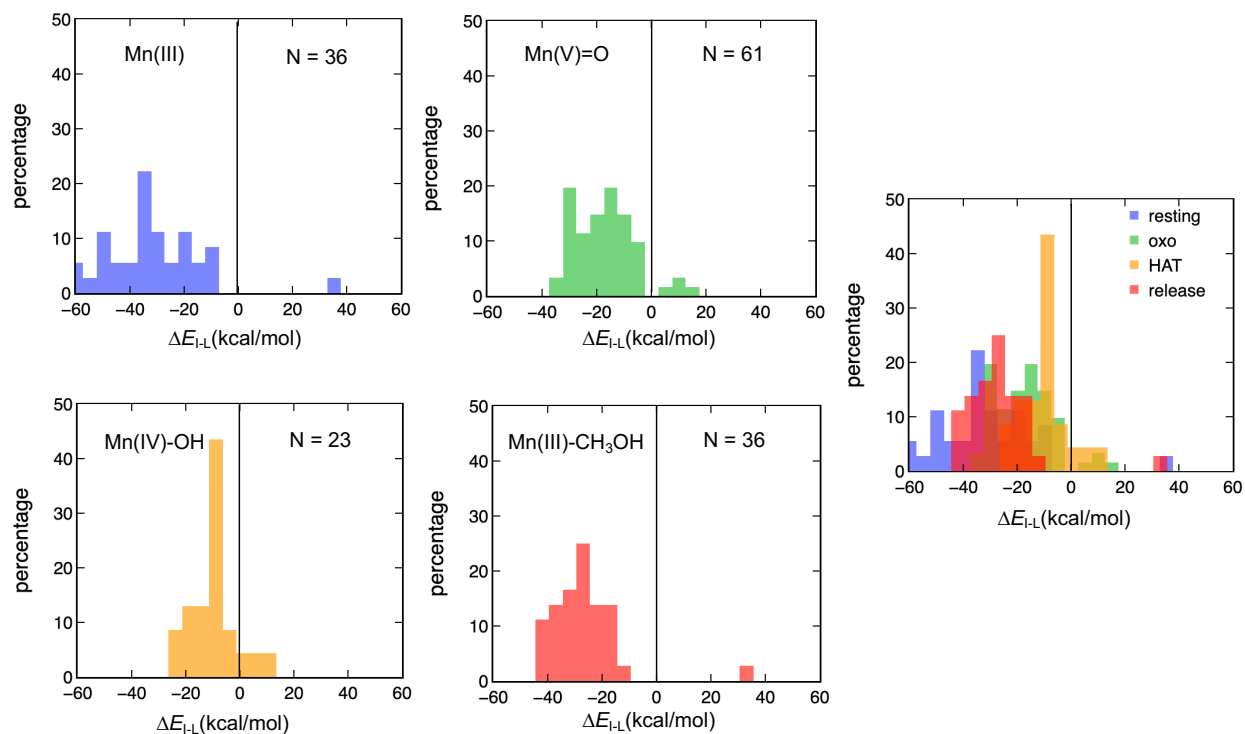 50
40
30
20
10
0
percentage
Mn(III)
N = 36
−60 −40 −20 0 20 40 60
ΔE_I-L(kcal/mol)
50
40
30
20
10
0
percentage
Mn(V)=O
N = 61
−60 −40 −20 0 20 40 60
ΔE_I-L(kcal/mol)
50
40
30
20
10
0
percentage
Mn(IV)-OH
N = 23
−60 −40 −20 0 20 40 60
ΔE_I-L(kcal/mol)
50
40
30
20
10
0
percentage
Mn(III)-CH₃OH
N = 36
−60 −40 −20 0 20 40 60
ΔE_I-L(kcal/mol)
50
40
30
20
10
0
percentage
resting
oxo
HAT
release
−60 −40 −20 0 20 40 60
ΔE_I-L(kcal/mol)